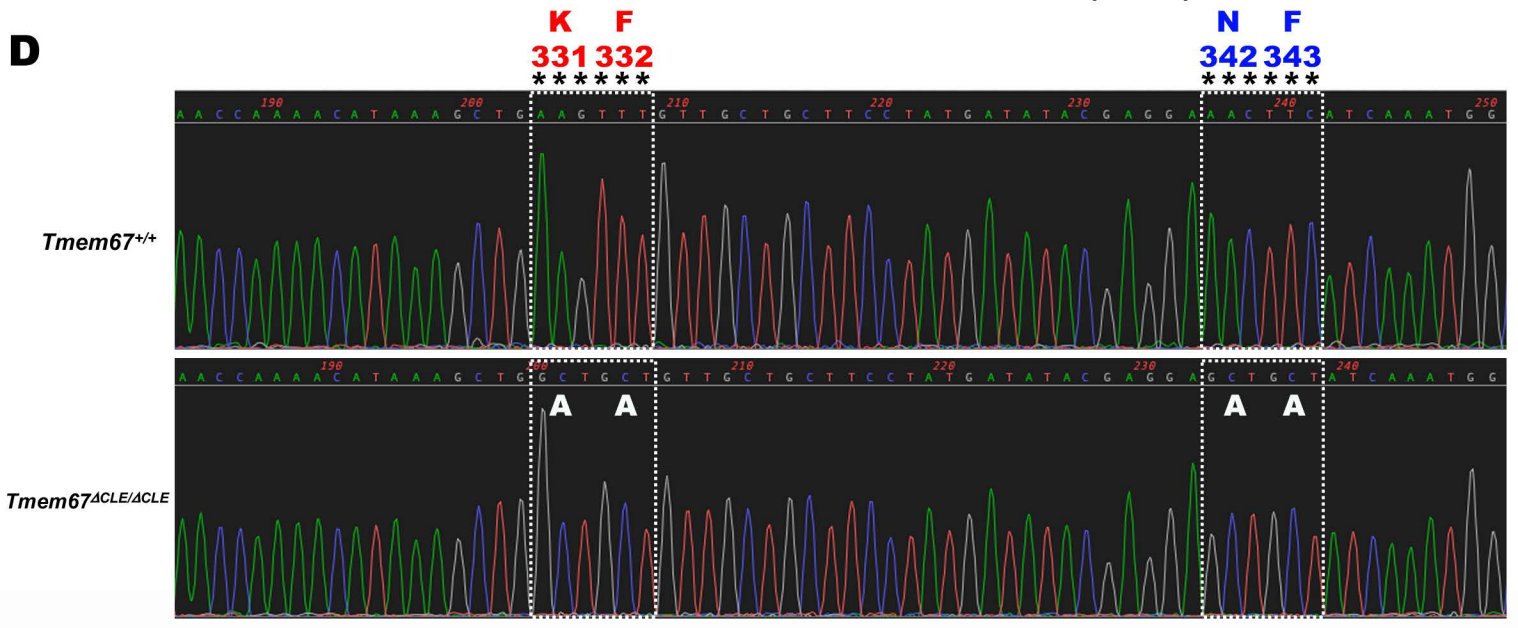 K F
N F
D
331 332
342 343
******
******
190 200 210 220 230 240 250
A A C C A A A A C A T A A A G C T G A A G T T T G T T G C T G C T T C C T A T G A T A T A C G A G G A A A C T T C A T C A A A T G G
Tmem67+/+
190 200 210 220 230 240
A A C C A A A A C A T A A A G C T G G C T G C T G T T G C T G C T T C C T A T G A T A T A C G A G G A G C T G C T A T C A A A T G G
A A A A
Tmem67ΔCLE/ΔCLE